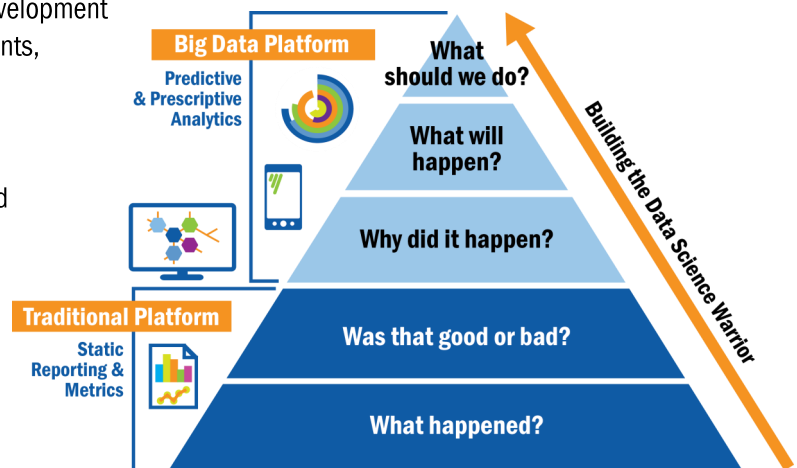 velopment
nts,
d
Big Data Platform
Predictive
& Prescriptive
Analytics
Traditional Platform
Static
Reporting &
Metrics
What
should we do?
What will
happen?
Why did it happen?
Was that good or bad?
What happened?
Building the Data Science Warrior